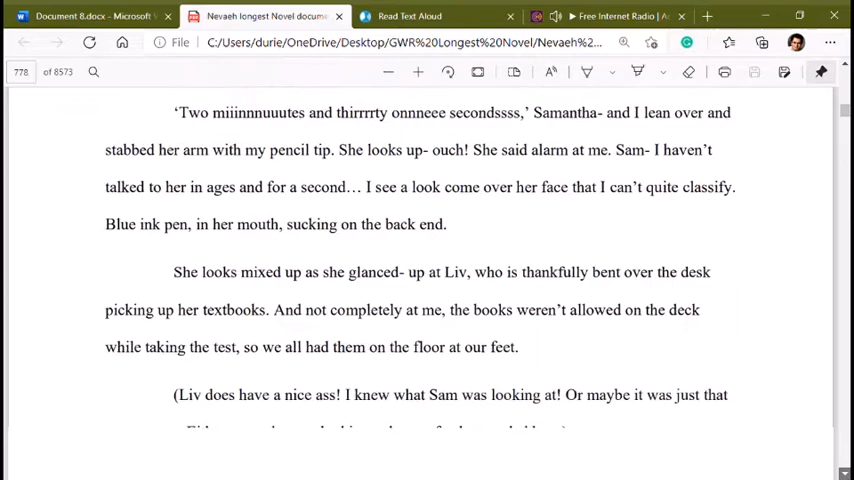 Document 8.docx - Microsoft W
Nevaeh longest Novel docume
Read Text Aloud
▶ Free Internet Radio | A
File
C:/Users/durie/OneDrive/Desktop/GWR%20Longest%20Novel/Nevaeh%2...
778 of 8573
‘Two miiinnnuuutes and thirrrrty onnneee secondssss,’ Samantha- and I lean over and
stabbed her arm with my pencil tip. She looks up- ouch! She said alarm at me. Sam- I haven’t
talked to her in ages and for a second… I see a look come over her face that I can’t quite classify.
Blue ink pen, in her mouth, sucking on the back end.
She looks mixed up as she glanced- up at Liv, who is thankfully bent over the desk
picking up her textbooks. And not completely at me, the books weren’t allowed on the deck
while taking the test, so we all had them on the floor at our feet.
(Liv does have a nice ass! I knew what Sam was looking at! Or maybe it was just that